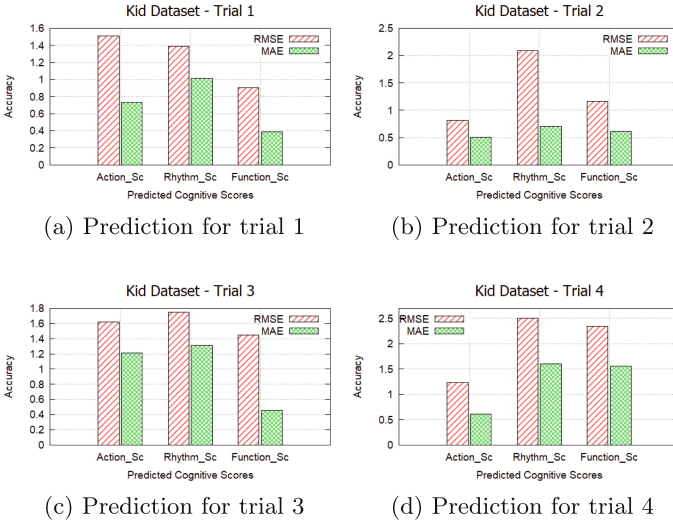 Kid Dataset - Trial 1
1.6
1.4
1.2
1
0.8
0.6
0.4
0.2
0
Accuracy
RMSE
MAE
Action_Sc Rhythm_Sc Function_Sc
Predicted Cognitive Scores
(a) Prediction for trial 1
Kid Dataset - Trial 2
2.5
2
1.5
1
0.5
0
Accuracy
RMSE
MAE
Action_Sc Rhythm_Sc Function_Sc
Predicted Cognitive Scores
(b) Prediction for trial 2
Kid Dataset - Trial 3
1.8
1.6
1.4
1.2
1
0.8
0.6
0.4
0.2
0
Accuracy
RMSE
MAE
Action_Sc Rhythm_Sc Function_Sc
Predicted Cognitive Scores
(c) Prediction for trial 3
Kid Dataset - Trial 4
2.5
2
1.5
1
0.5
0
Accuracy
RMSE
MAE
Action_Sc Rhythm_Sc Function_Sc
Predicted Cognitive Scores
(d) Prediction for trial 4